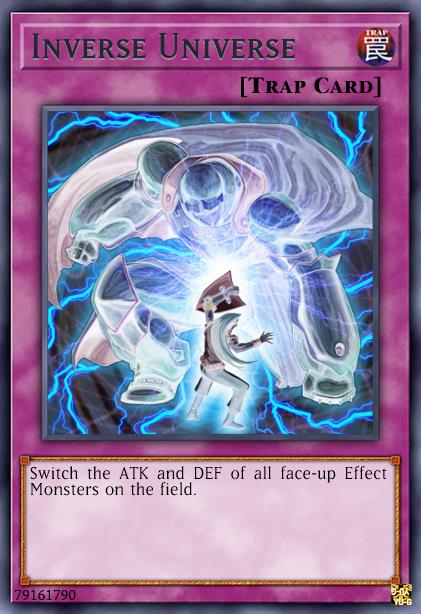 Inverse Universe
TRAP
罠
[Trap Card]
Switch the ATK and DEF of all face-up Effect
Monsters on the field.
79161790